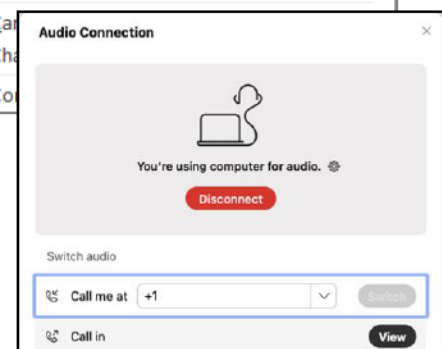 Audio Connection
You're using computer for audio.
Disconnect
Switch audio
Call me at +1 Switch
Call in View